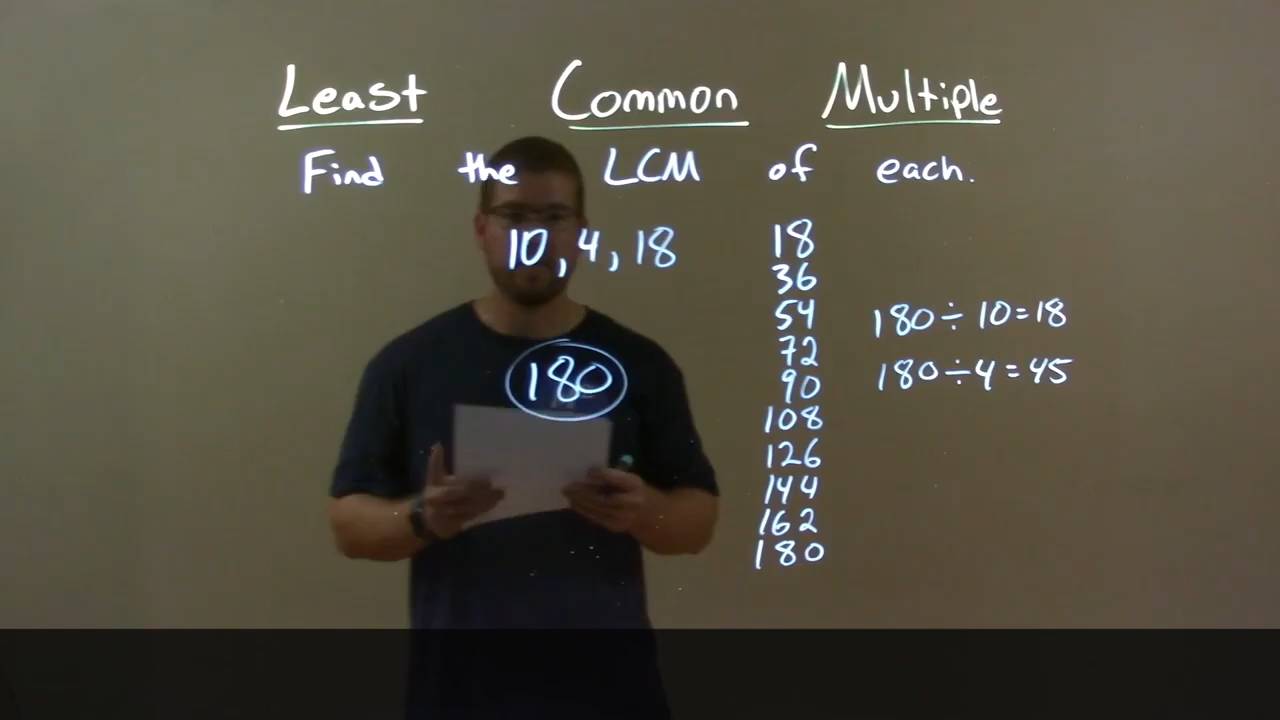 Least Common Multiple
Find the LCM of each.
10, 4, 18
180
18
36
54
72
90
108
126
144
162
180
180 ÷ 10 = 18
180 ÷ 4 = 45